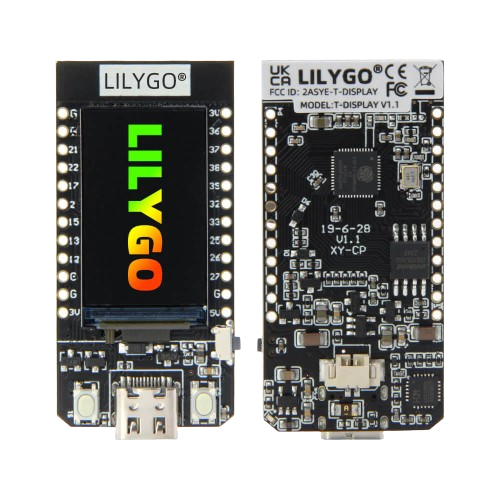 LILYGO®
G
G
21
22
17
2
15
13
12
G
G
3V
3V
36
37
38
39
32
33
25
26
27
G
5V
LILYGO
UK
CA
LILYGO®
CE
FCC ID: 2ASYE-T-DISPLAY
MODEL:T-DISPLAY V1.1
19-6-28
V1.1
XY-CP